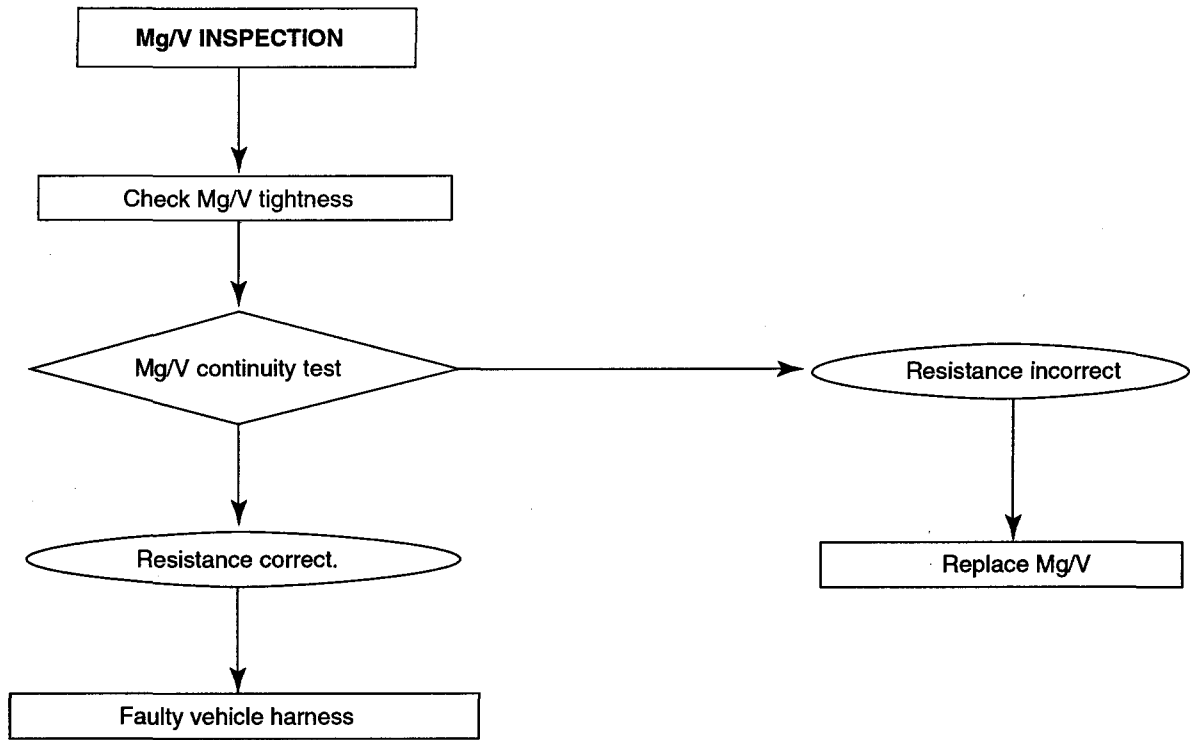 Mg/V INSPECTION
Check Mg/V tightness
Mg/V continuity test
Resistance incorrect
Resistance correct.
Replace Mg/V
Faulty vehicle harness